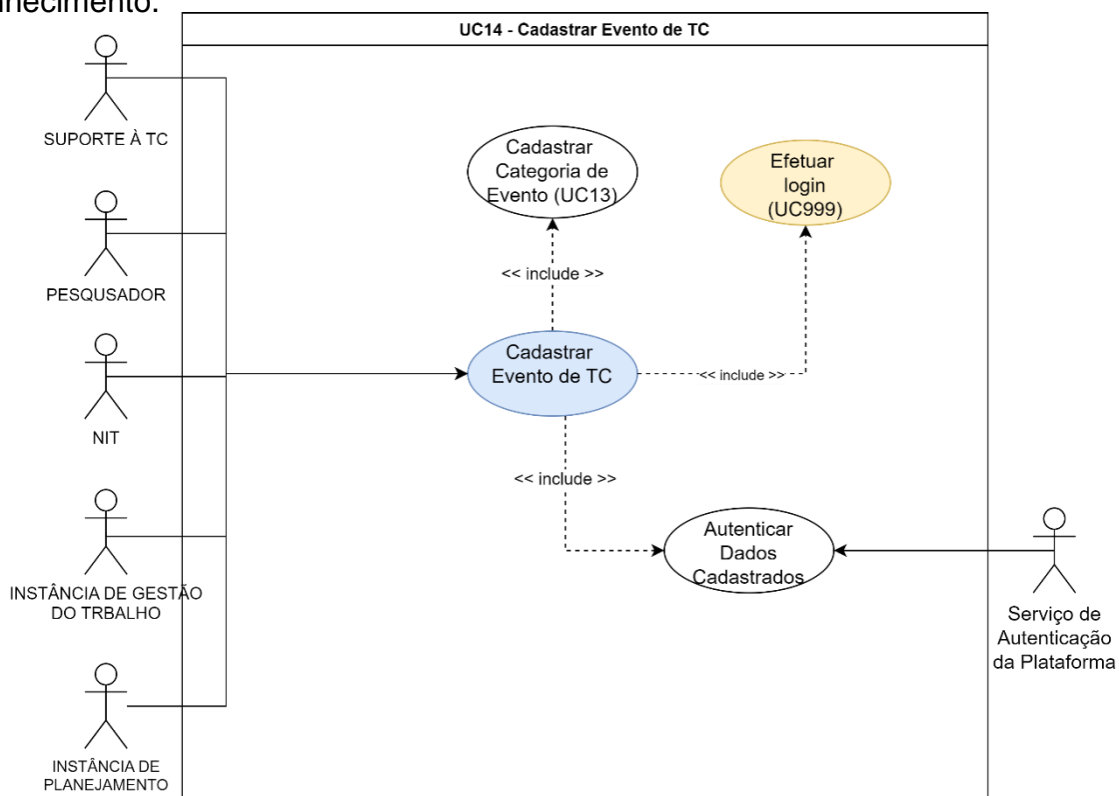 nhecimento.
UC14 - Cadastrar Evento de TC
SUPORTE À TC
Cadastrar
Categoria de
Evento (UC13)
Efetuar
login
(UC999)
PESQUSADOR
<< include >>
Cadastrar
Evento de TC
<< include >>
NIT
<< include >>
Autenticar
Dados
Cadastrados
INSTÂNCIA DE GESTÃO
DO TRBALHO
Serviço de
Autenticação
da Plataforma
INSTÂNCIA DE
PLANEJAMENTO